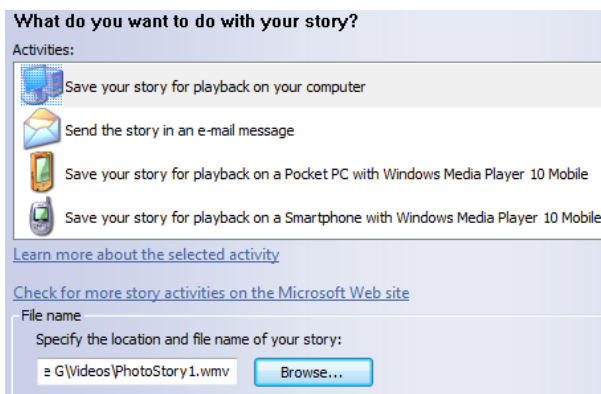 What do you want to do with your story?
Activities:
Save your story for playback on your computer
Send the story in an e-mail message
Save your story for playback on a Pocket PC with Windows Media Player 10 Mobile
Save your story for playback on a Smartphone with Windows Media Player 10 Mobile
Learn more about the selected activity
Check for more story activities on the Microsoft Web site
File name
Specify the location and file name of your story:
e G\Videos\PhotoStory1.wmv Browse...